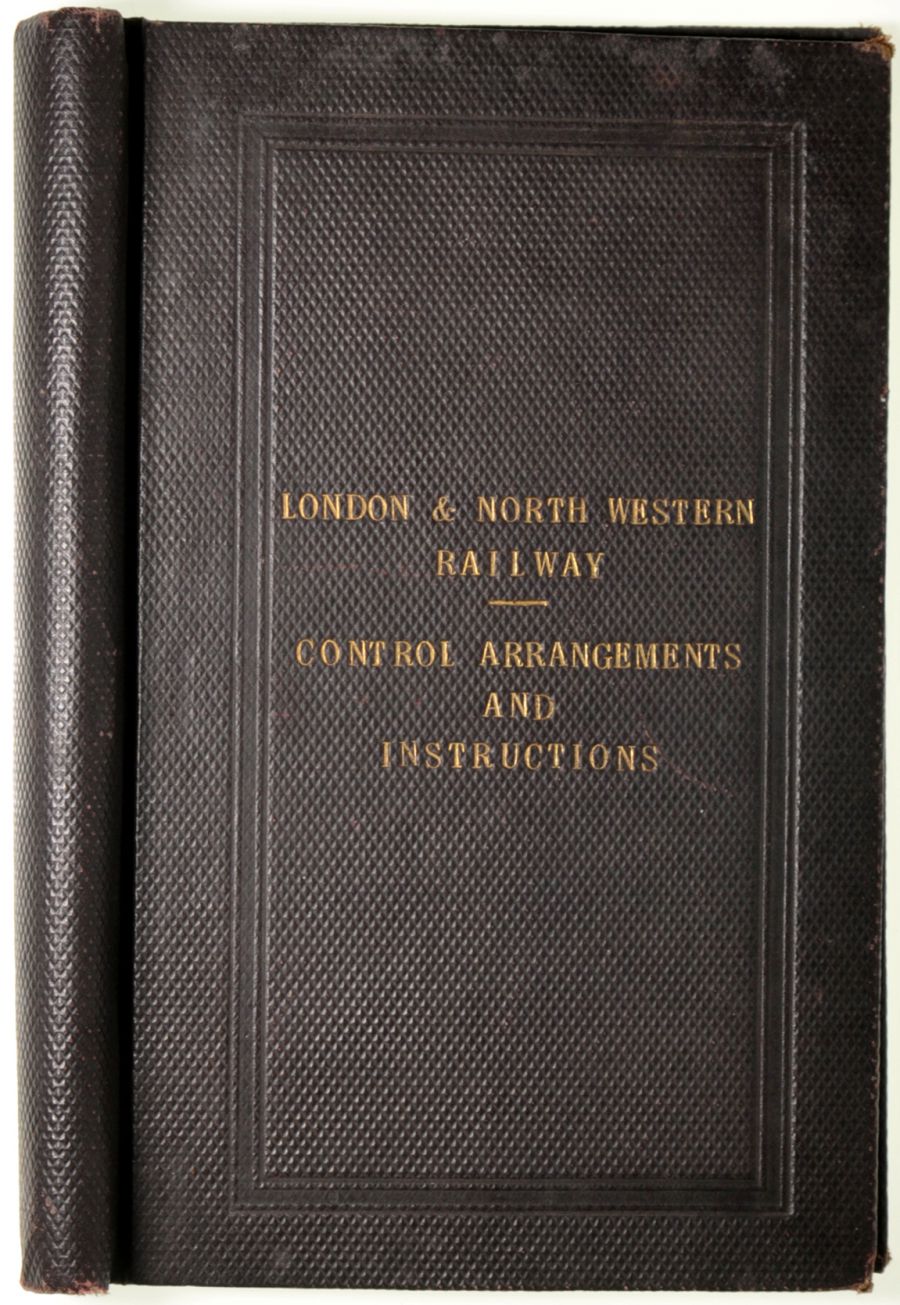 LONDON & NORTH WESTERN
RAILWAY
CONTROL ARRANGEMENTS
AND
INSTRUCTIONS